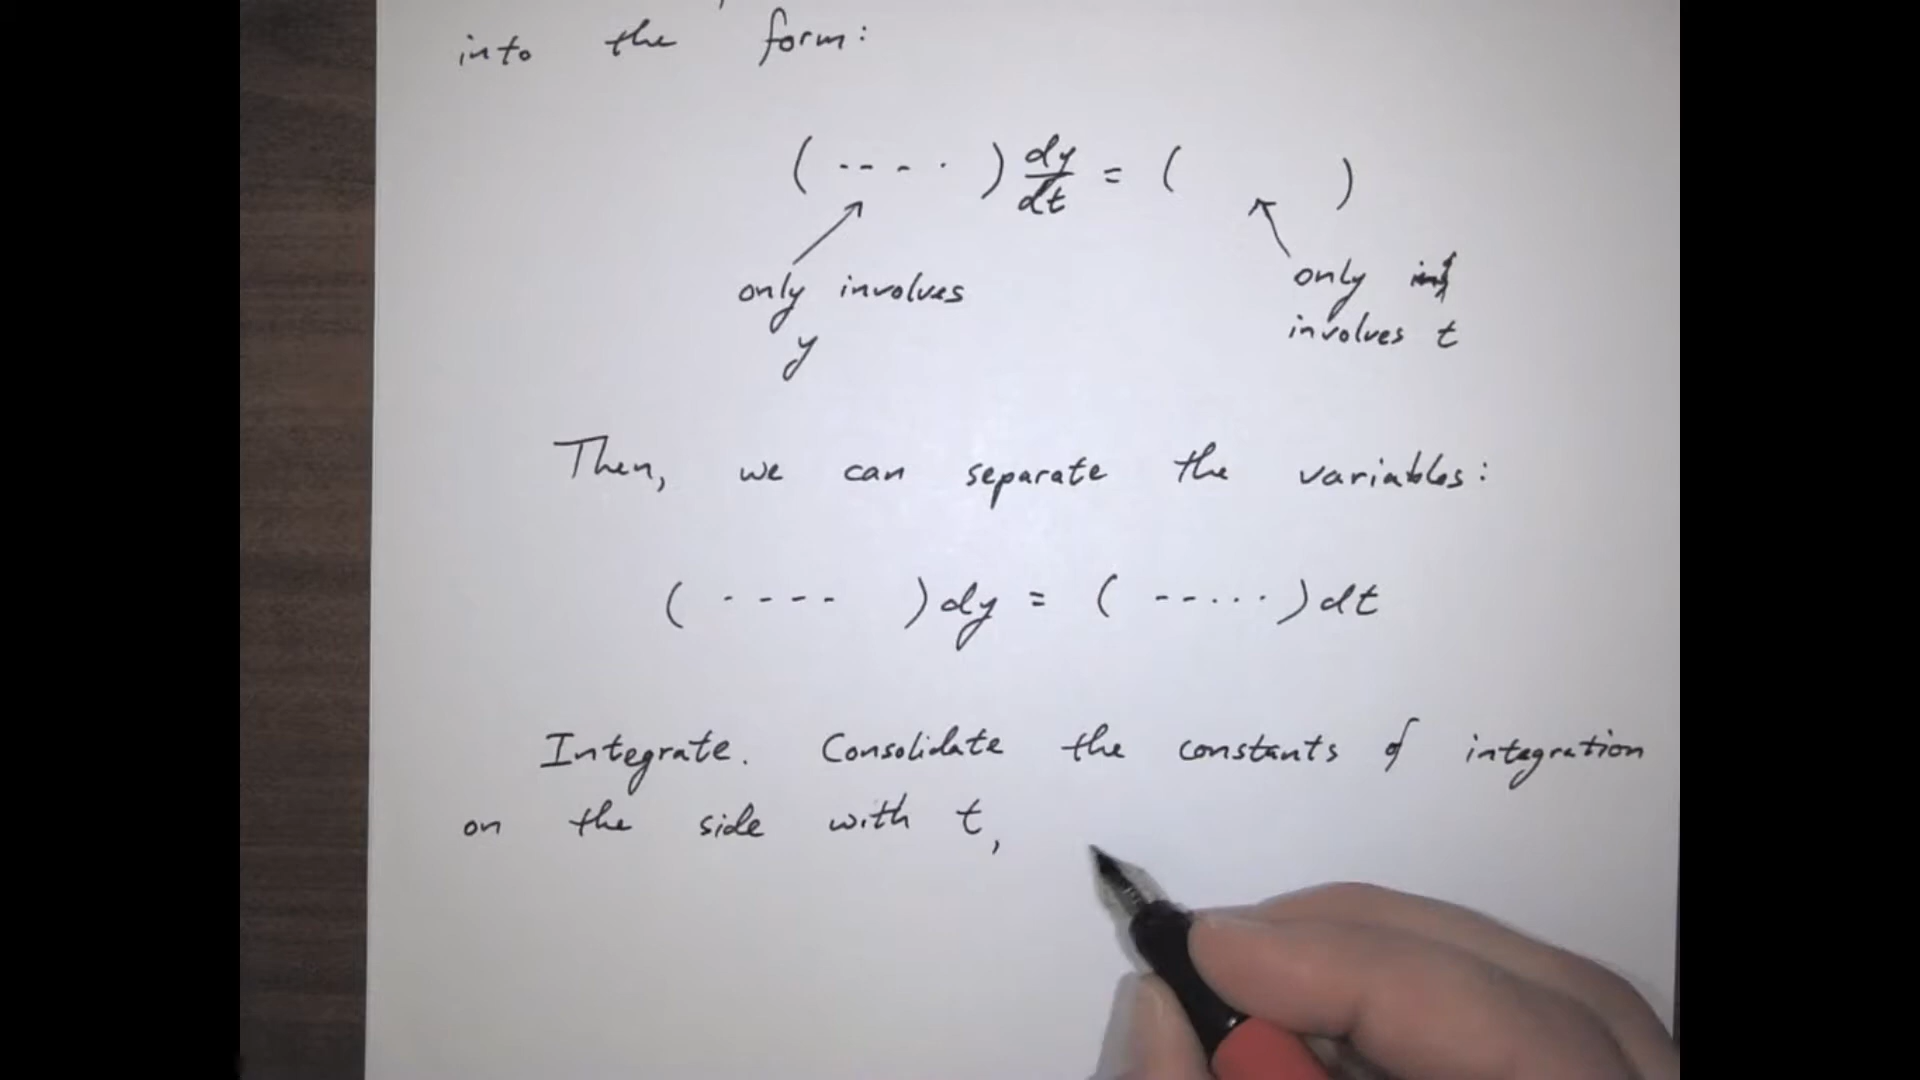 into the form:
( ---- · ) dy/dt = (        )
only involves
y
only inf
involves t
Then, we can separate the variables:
( · - - - ) dy = ( - - · · · ) dt
Integrate. Consolidate the constants of integration
on the side with t,